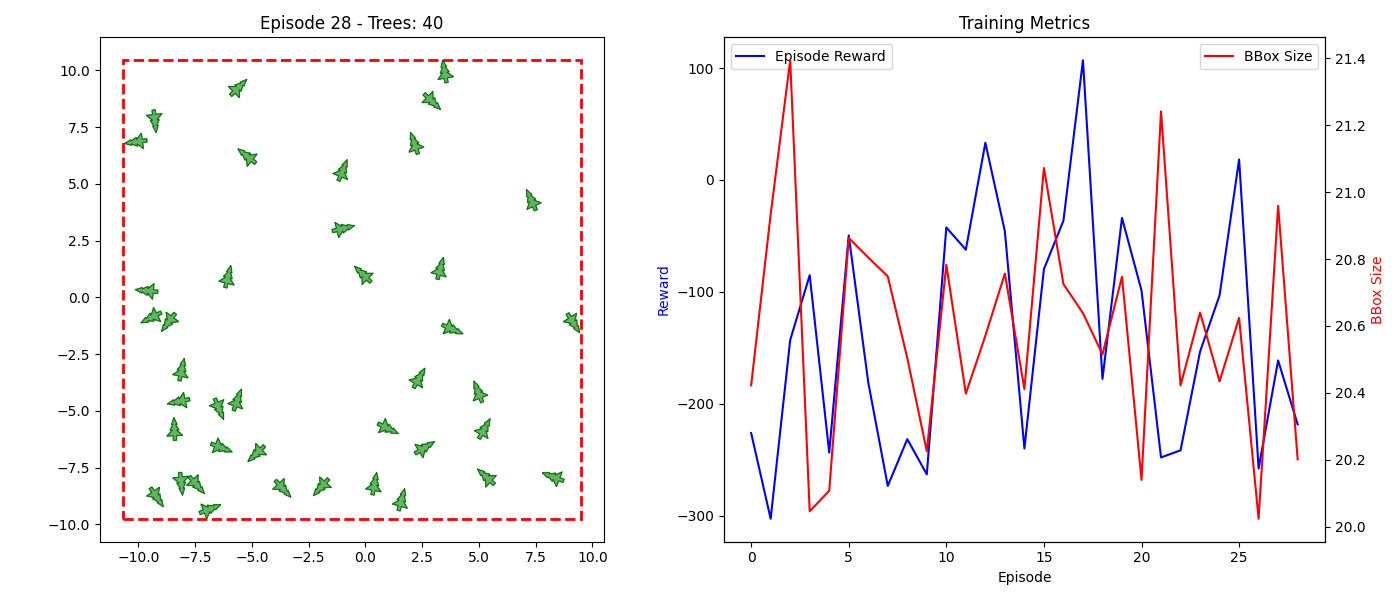 Episode 28 - Trees: 40
10.0
7.5
5.0
2.5
0.0
−2.5
−5.0
−7.5
−10.0
−10.0 −7.5 −5.0 −2.5 0.0 2.5 5.0 7.5 10.0
Training Metrics
Episode Reward
BBox Size
Reward
100
0
−100
−200
−300
0 5 10 15 20 25
Episode
21.4
21.2
21.0
20.8
20.6
20.4
20.2
20.0
BBox Size